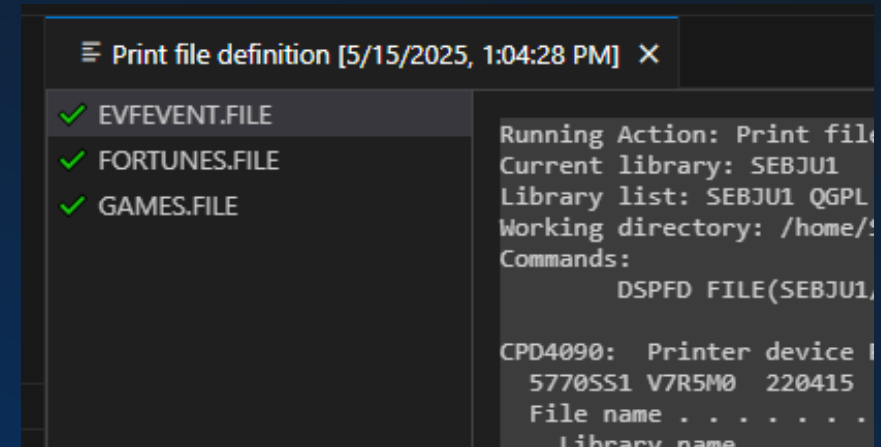 Print file definition [5/15/2025, 1:04:28 PM]
EVFEVENT.FILE
FORTUNES.FILE
GAMES.FILE
Running Action: Print file
Current library: SEBJU1
Library list: SEBJU1 QGPL
Working directory: /home/
Commands:
DSPFD FILE(SEBJU1/
CPD4090: Printer device
5770SS1 V7R5M0 220415
File name . . . . . . .
Library name